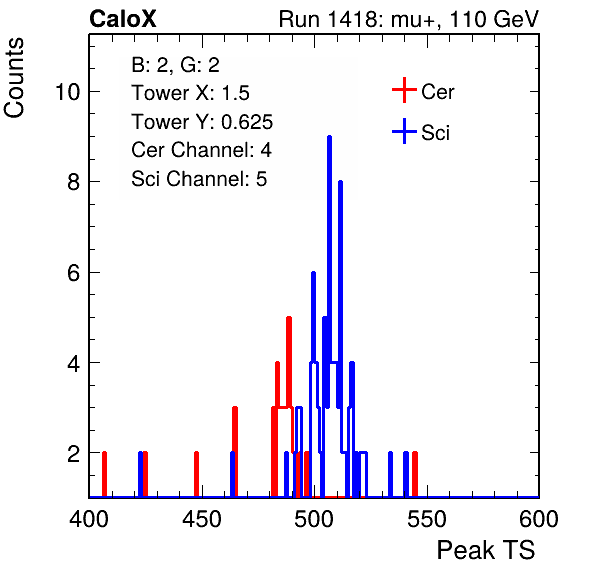 CaloX Run 1418: mu+, 110 GeV
Counts
B: 2, G: 2
Tower X: 1.5
Tower Y: 0.625
Cer Channel: 4
Sci Channel: 5
Cer
Sci
10
8
6
4
2
400 450 500 550 600
Peak TS